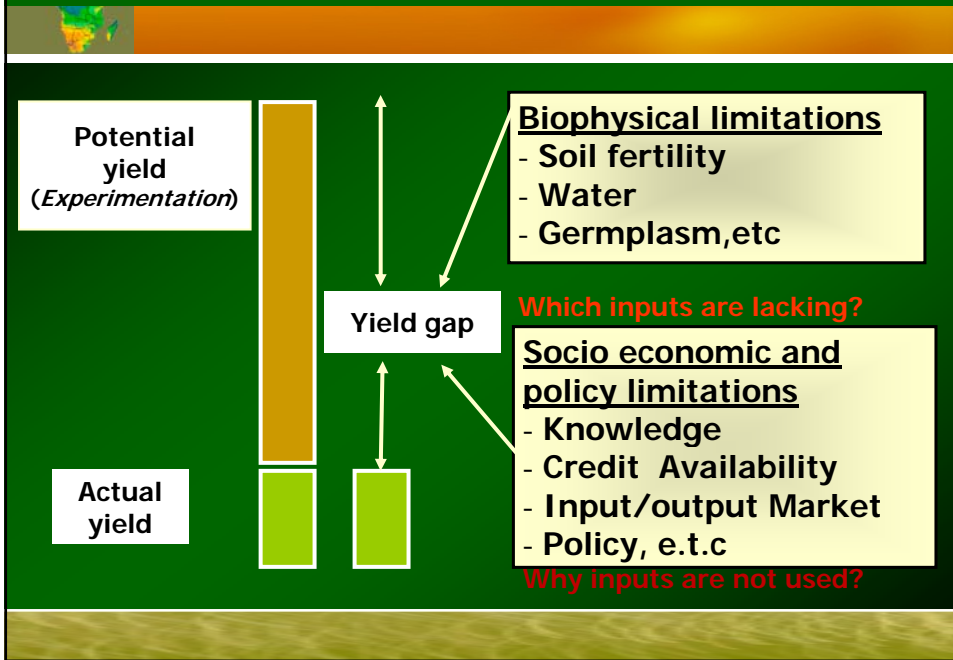 Potential
yield
(Experimentation)
Biophysical limitations
- Soil fertility
- Water
- Germplasm,etc
Yield gap
Which inputs are lacking?
Socio economic and
policy limitations
- Knowledge
- Credit Availability
- Input/output Market
- Policy, e.t.c
Why inputs are not used?
Actual
yield